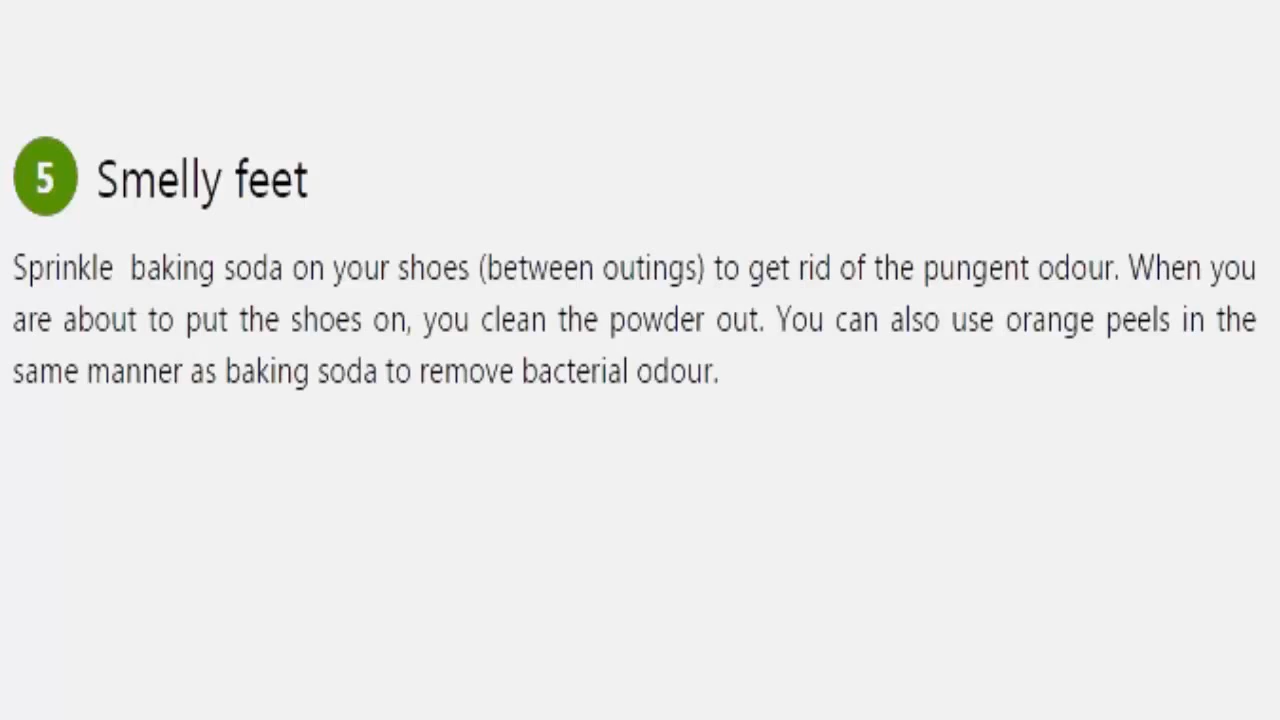 5 Smelly feet
Sprinkle baking soda on your shoes (between outings) to get rid of the pungent odour. When you
are about to put the shoes on, you clean the powder out. You can also use orange peels in the
same manner as baking soda to remove bacterial odour.